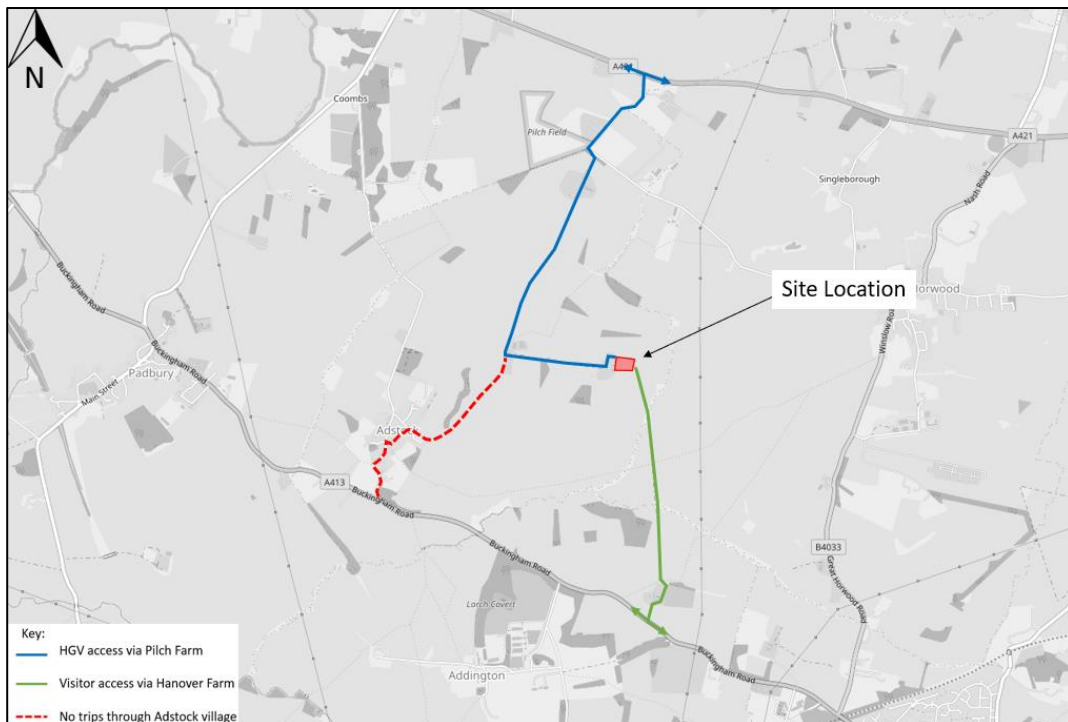 N
A421
Coombs
Pilch Field
A421
Singleborough
Nash Road
Site Location
Horwood
Winslow Road
Buckingham Road
Padbury
Buckingham Road
Main Street
Adstock
A413
Buckingham Road
Buckingham Road
B4033
Great Horwood Road
Larch Covert
Addington
Buckingham Road
Key:
HGV access via Pilch Farm
Visitor access via Hanover Farm
No trips through Adstock village